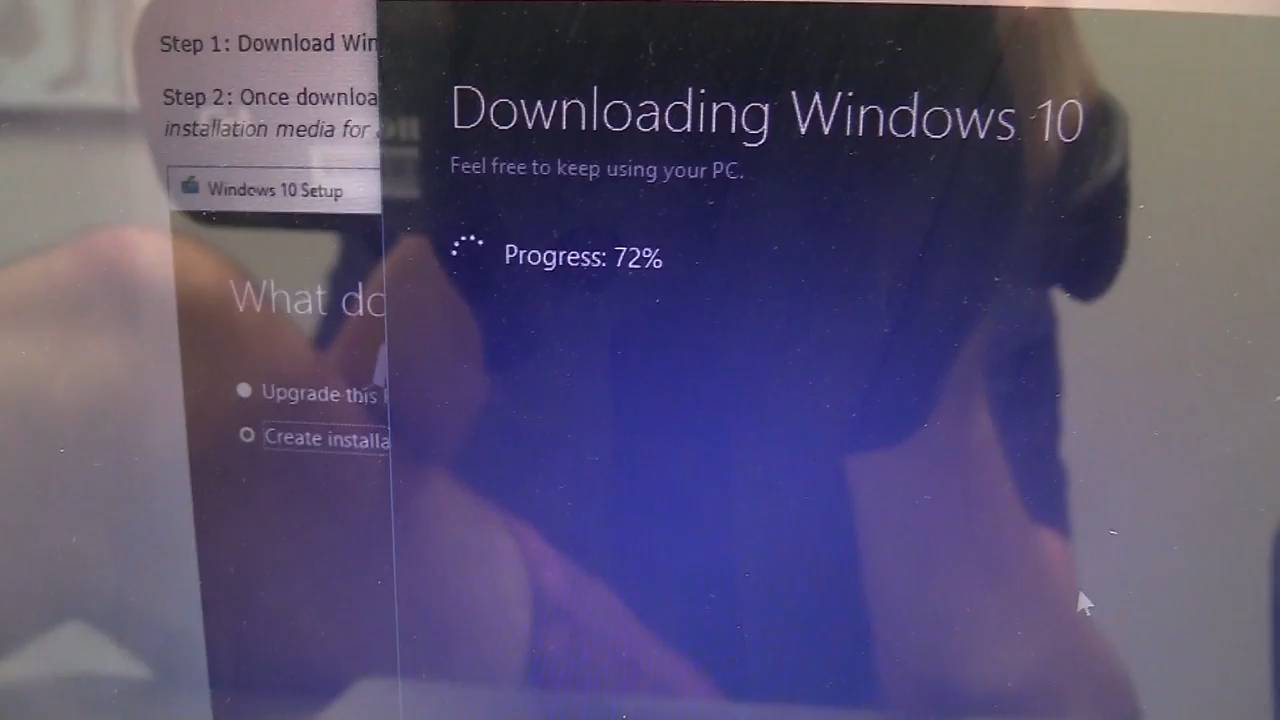 Step 1: Download Win
Step 2: Once downloa
installation media for
Windows 10 Setup
What do
Upgrade this
Create installa
Downloading Windows 10
Feel free to keep using your PC.
Progress: 72%